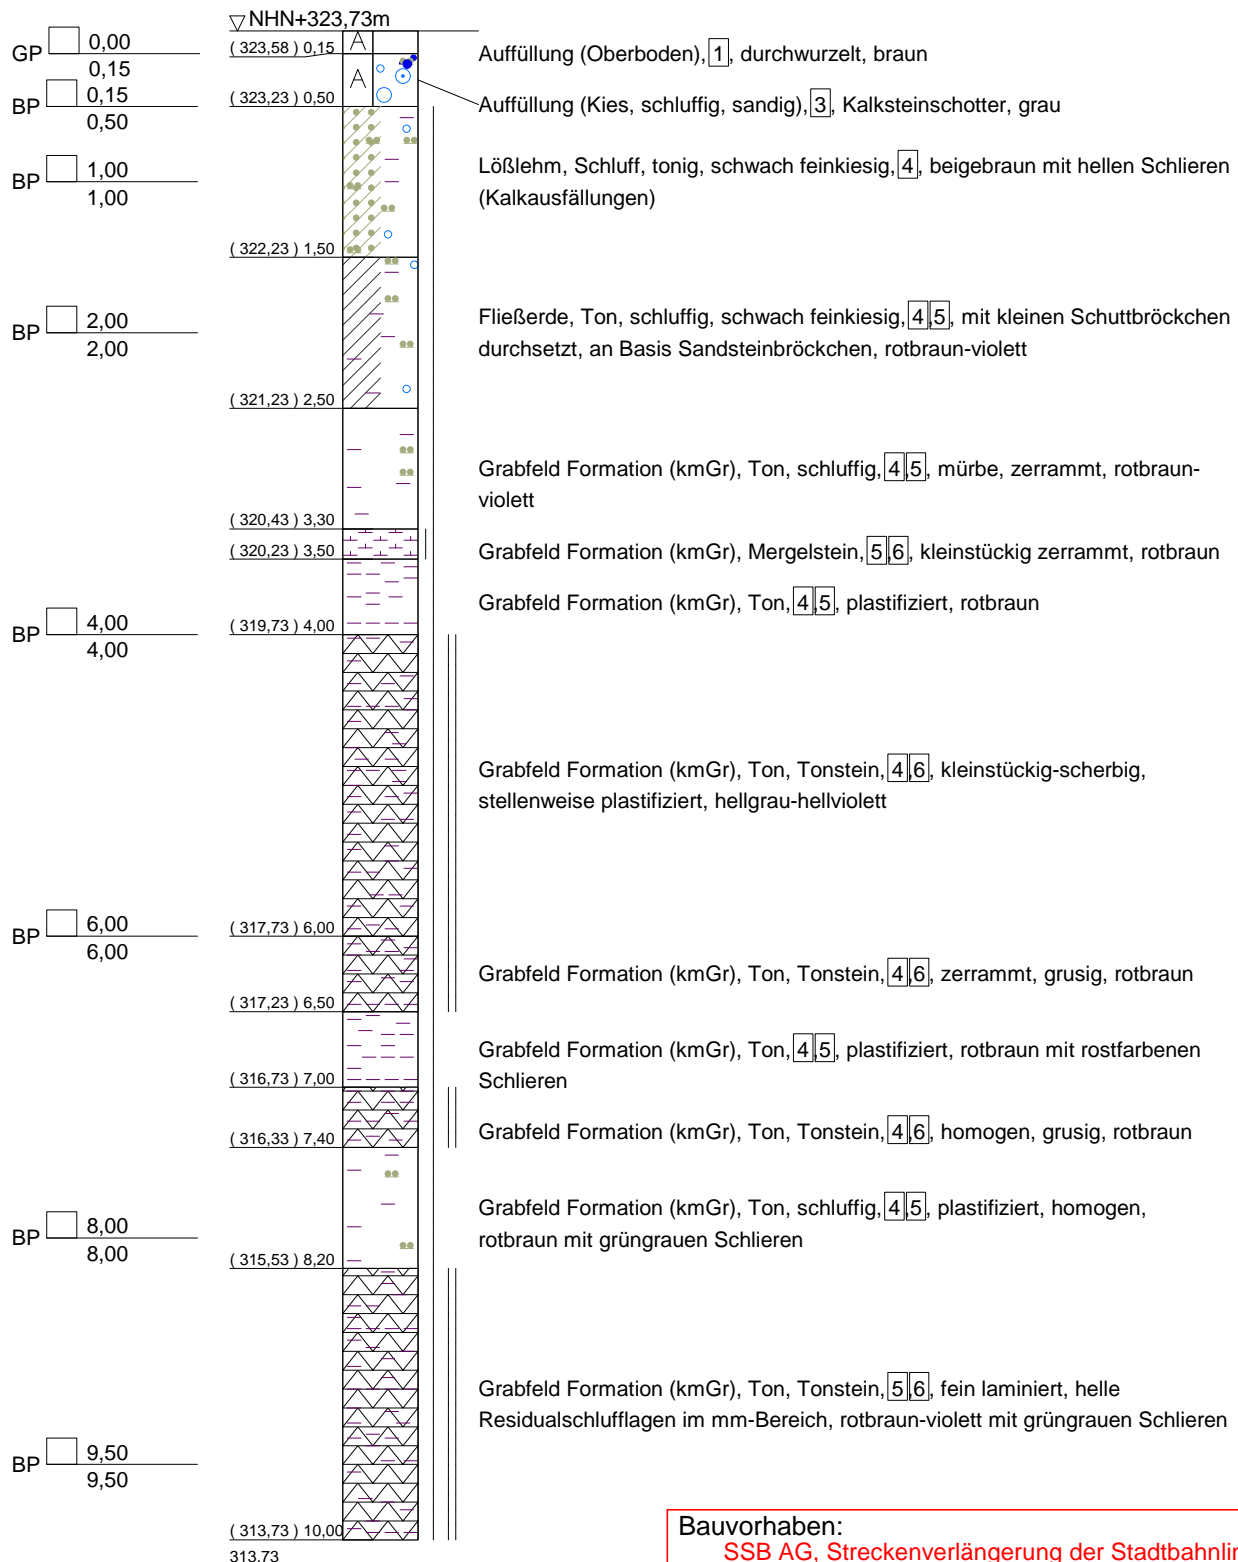 NHN+323,73m
A
( 323,58 ) 0,15
GP 0,00
0,15
Auffüllung (Oberboden), 1, durchwurzelt, braun
A
BP 0,15
0,50
( 323,23 ) 0,50
Auffüllung (Kies, schluffig, sandig), 3, Kalksteinschotter, grau
BP 1,00
1,00
Lößlehm, Schluff, tonig, schwach feinkiesig, 4, beigebraun mit hellen Schlieren
(Kalkausfällungen)
( 322,23 ) 1,50
BP 2,00
2,00
Fließerde, Ton, schluffig, schwach feinkiesig, 4,5, mit kleinen Schuttbröckchen
durchsetzt, an Basis Sandsteinbröckchen, rotbraun-violett
( 321,23 ) 2,50
Grabfeld Formation (kmGr), Ton, schluffig, 4,5, mürbe, zerrammt, rotbraun-
violett
( 320,43 ) 3,30
Grabfeld Formation (kmGr), Mergelstein, 5,6, kleinstückig zerrammt, rotbraun
( 320,23 ) 3,50
Grabfeld Formation (kmGr), Ton, 4,5, plastifiziert, rotbraun
BP 4,00
4,00
( 319,73 ) 4,00
Grabfeld Formation (kmGr), Ton, Tonstein, 4,6, kleinstückig-scherbig,
stellenweise plastifiziert, hellgrau-hellviolett
BP 6,00
6,00
( 317,73 ) 6,00
Grabfeld Formation (kmGr), Ton, Tonstein, 4,6, zerrammt, grusig, rotbraun
( 317,23 ) 6,50
Grabfeld Formation (kmGr), Ton, 4,5, plastifiziert, rotbraun mit rostfarbenen
Schlieren
( 316,73 ) 7,00
Grabfeld Formation (kmGr), Ton, Tonstein, 4,6, homogen, grusig, rotbraun
( 316,33 ) 7,40
Grabfeld Formation (kmGr), Ton, schluffig, 4,5, plastifiziert, homogen,
rotbraun mit grüngrauen Schlieren
BP 8,00
8,00
( 315,53 ) 8,20
Grabfeld Formation (kmGr), Ton, Tonstein, 5,6, fein laminiert, helle
Residualschlufflagen im mm-Bereich, rotbraun-violett mit grüngrauen Schlieren
BP 9,50
9,50
( 313,73 ) 10,00
313,73
Bauvorhaben:
SSB AG, Streckenverlängerung der Stadtbahnlin